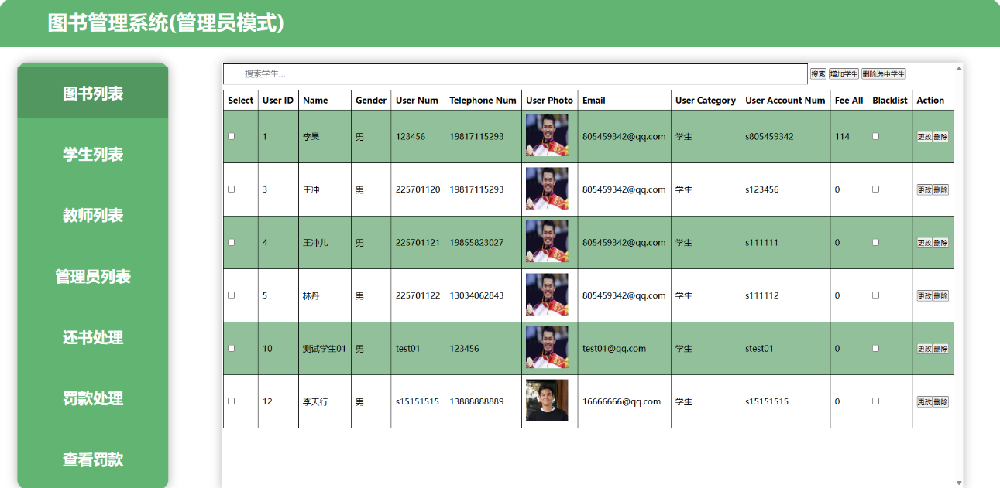 图书管理系统(管理员模式)
图书列表
学生列表
教师列表
管理员列表
还书处理
罚款处理
查看罚款
搜索学生... 搜索 增加学生 删除选中学生
Select User ID Name Gender User Num Telephone Num User Photo Email User Category User Account Num Fee All Blacklist Action
1 李昊 男 123456 19817115293 805459342@qq.com 学生 s805459342 114 更改 删除
3 王冲 男 225701120 19817115293 805459342@qq.com 学生 s123456 0 更改 删除
4 王冲儿 男 225701121 19855823027 805459342@qq.com 学生 s111111 0 更改 删除
5 林丹 男 225701122 13034062843 805459342@qq.com 学生 s111112 0 更改 删除
10 测试学生01 男 test01 123456 test01@qq.com 学生 stest01 0 更改 删除
12 李天行 男 s15151515 13888888889 16666666@qq.com 学生 s15151515 0 更改 删除